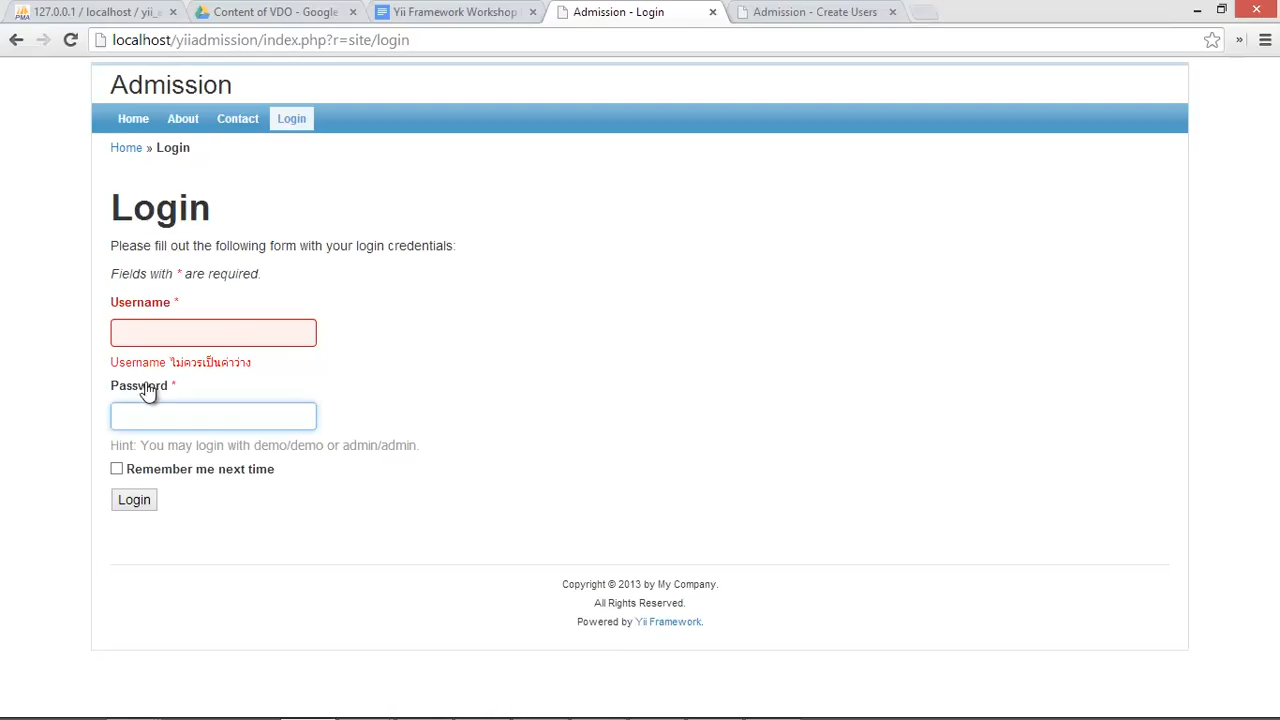 127.0.0.1 / localhost / yii_
Content of VDO - Google
Yii Framework Workshop
Admission - Login
Admission - Create Users
localhost/yiiadmission/index.php?r=site/login
Admission
Home About Contact Login
Home » Login
Login
Please fill out the following form with your login credentials:
Fields with * are required.
Username *
Username ไม่ควรเป็นค่าว่าง
Password *
Hint: You may login with demo/demo or admin/admin.
Remember me next time
Login
Copyright © 2013 by My Company.
All Rights Reserved.
Powered by Yii Framework.